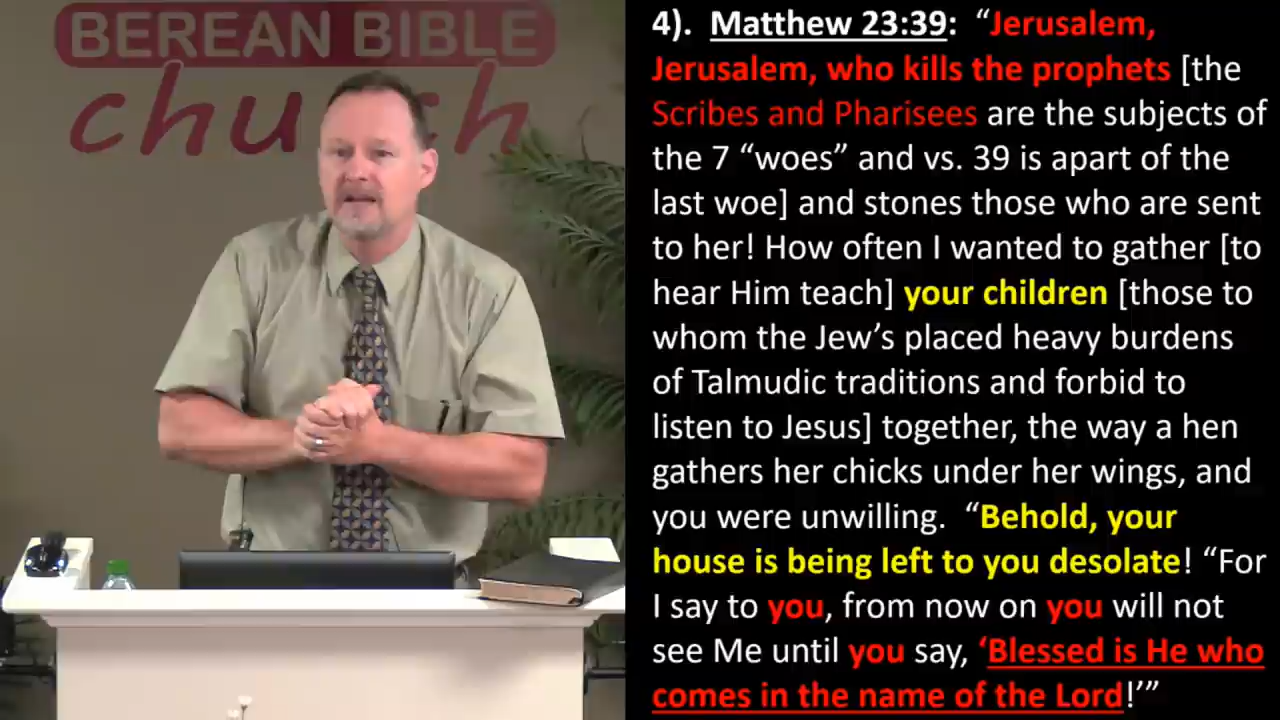 BEREAN BIBLE
church
4). Matthew 23:39: “Jerusalem,
Jerusalem, who kills the prophets [the
Scribes and Pharisees are the subjects of
the 7 “woes” and vs. 39 is apart of the
last woe] and stones those who are sent
to her! How often I wanted to gather [to
hear Him teach] your children [those to
whom the Jew’s placed heavy burdens
of Talmudic traditions and forbid to
listen to Jesus] together, the way a hen
gathers her chicks under her wings, and
you were unwilling. “Behold, your
house is being left to you desolate! “For
I say to you, from now on you will not
see Me until you say, ‘Blessed is He who
comes in the name of the Lord!’”